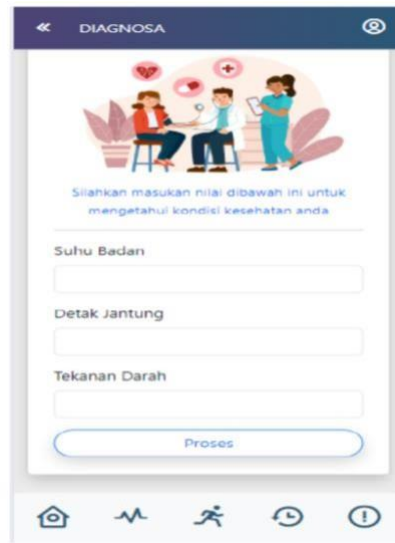 DIAGNOSA
Silahkan masukan nilai dibawah ini untuk
mengetahui kondisi kesehatan anda
Suhu Badan
Detak Jantung
Tekanan Darah
Proses